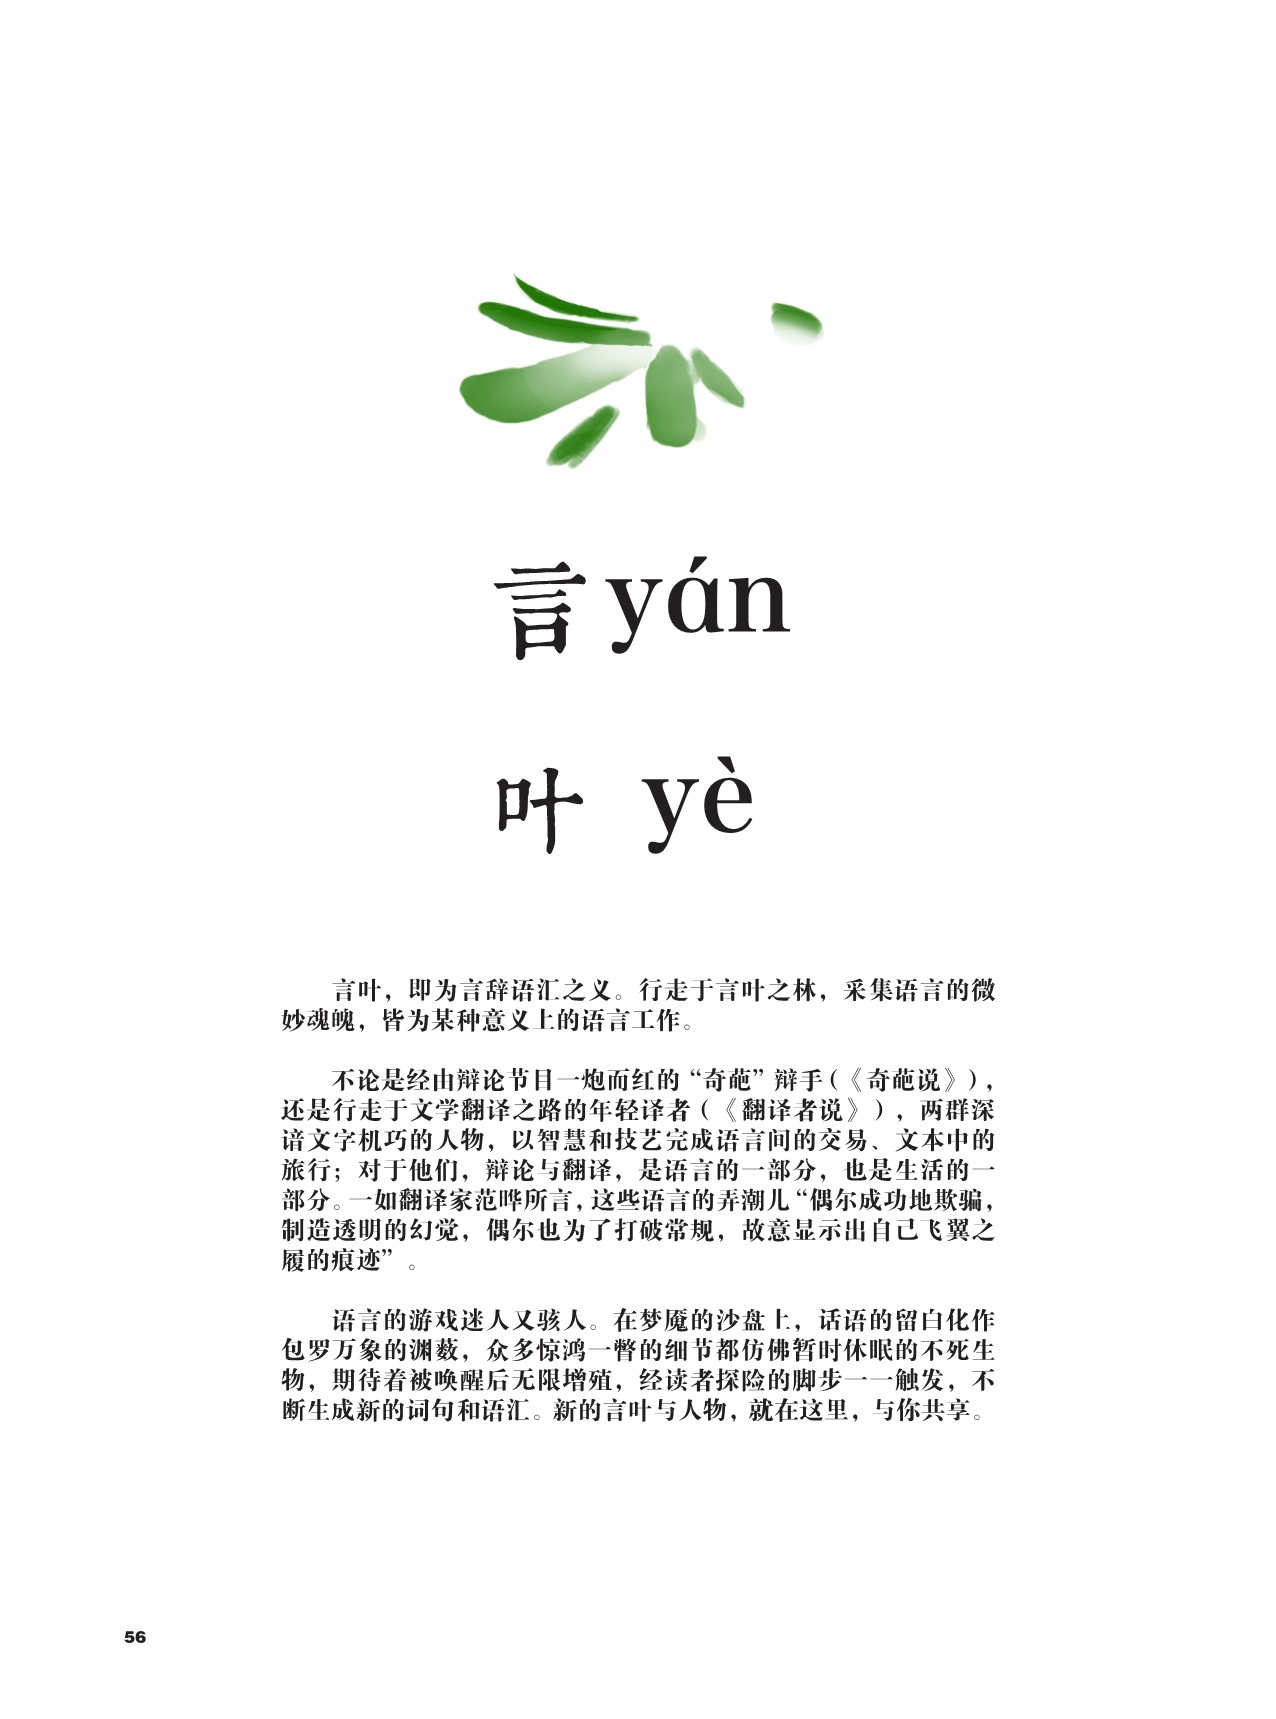 言 yán
叶 yè
言叶，即为言辞语汇之义。行走于言叶之林，采集语言的微
妙魂魄，皆为某种意义上的语言工作。
不论是经由辩论节目一炮而红的“奇葩”辩手（《奇葩说》），
还是行走于文学翻译之路的年轻译者（《翻译者说》），两群深
谙文字机巧的人物，以智慧和技艺完成语言间的交易、文本中的
旅行；对于他们，辩论与翻译，是语言的一部分，也是生活的一
部分。一如翻译家范晔所言，这些语言的弄潮儿“偶尔成功地欺骗，
制造透明的幻觉，偶尔也为了打破常规，故意显示出自己飞翼之
履的痕迹”。
语言的游戏迷人又骇人。在梦魇的沙盘上，话语的留白化作
包罗万象的渊薮，众多惊鸿一瞥的细节都仿佛暂时休眠的不死生
物，期待着被唤醒后无限增殖，经读者探险的脚步一一触发，不
断生成新的词句和语汇。新的言叶与人物，就在这里，与你共享。
56